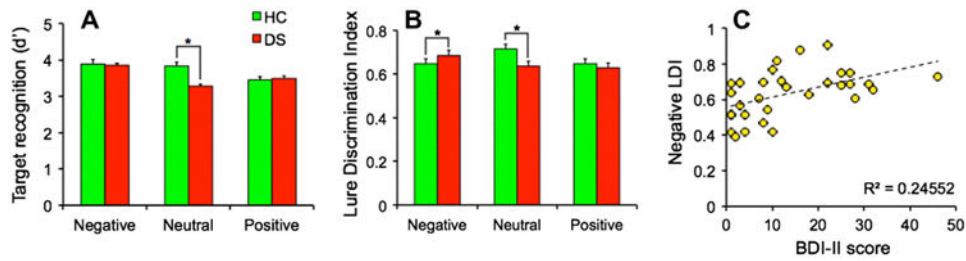 A
HC
DS
Target recognition (d')
5
4
3
2
1
0
*
Negative Neutral Positive
B
Lure Discrimination Index
0.8
0.6
0.4
0.2
0
* *
Negative Neutral Positive
C
Negative LDI
1
0.8
0.6
0.4
0.2
0
R² = 0.24552
0 10 20 30 40 50
BDI-II score